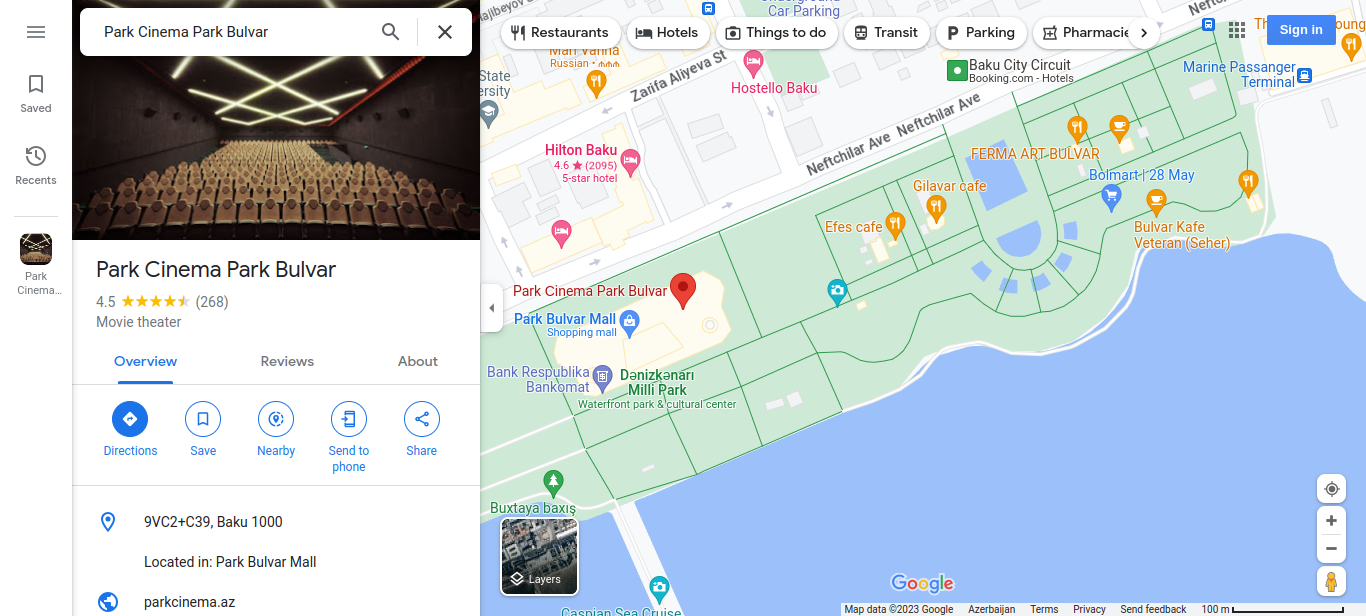 Park Cinema Park Bulvar
Saved
Recents
Park
Cinema...
Park Cinema Park Bulvar
4.5 (268)
Movie theater
Overview
Reviews
About
Directions
Save
Nearby
Send to
phone
Share
9VC2+C39, Baku 1000
Located in: Park Bulvar Mall
parkcinema.az
Car Parking
Restaurants
Hotels
Things to do
Transit
Parking
Pharmacie
Sign in
Mari Vanna
Russian
State
Zarifa Aliyeva St
Hostello Baku
Baku City Circuit
Booking.com - Hotels
Marine Passenger
Terminal
Neftchilar Ave
Neftchilar Ave
Hilton Baku
4.6 ★ (2095)
5-star hotel
FERMA ART BULVAR
Bolmart | 28 May
Gilavar cafe
Efes cafe
Bulvar Kafe
Veteran (Seher)
Park Cinema Park Bulvar
Park Bulvar Mall
Shopping mall
Bank Respublika
Bankomat
Dənizkənarı
Milli Park
Waterfront park & cultural center
Buxtaya baxış
Layers
Caspian Sea Cruise
Google
Map data ©2023 Google
Azerbaijan
Terms
Privacy
Send feedback
100 m